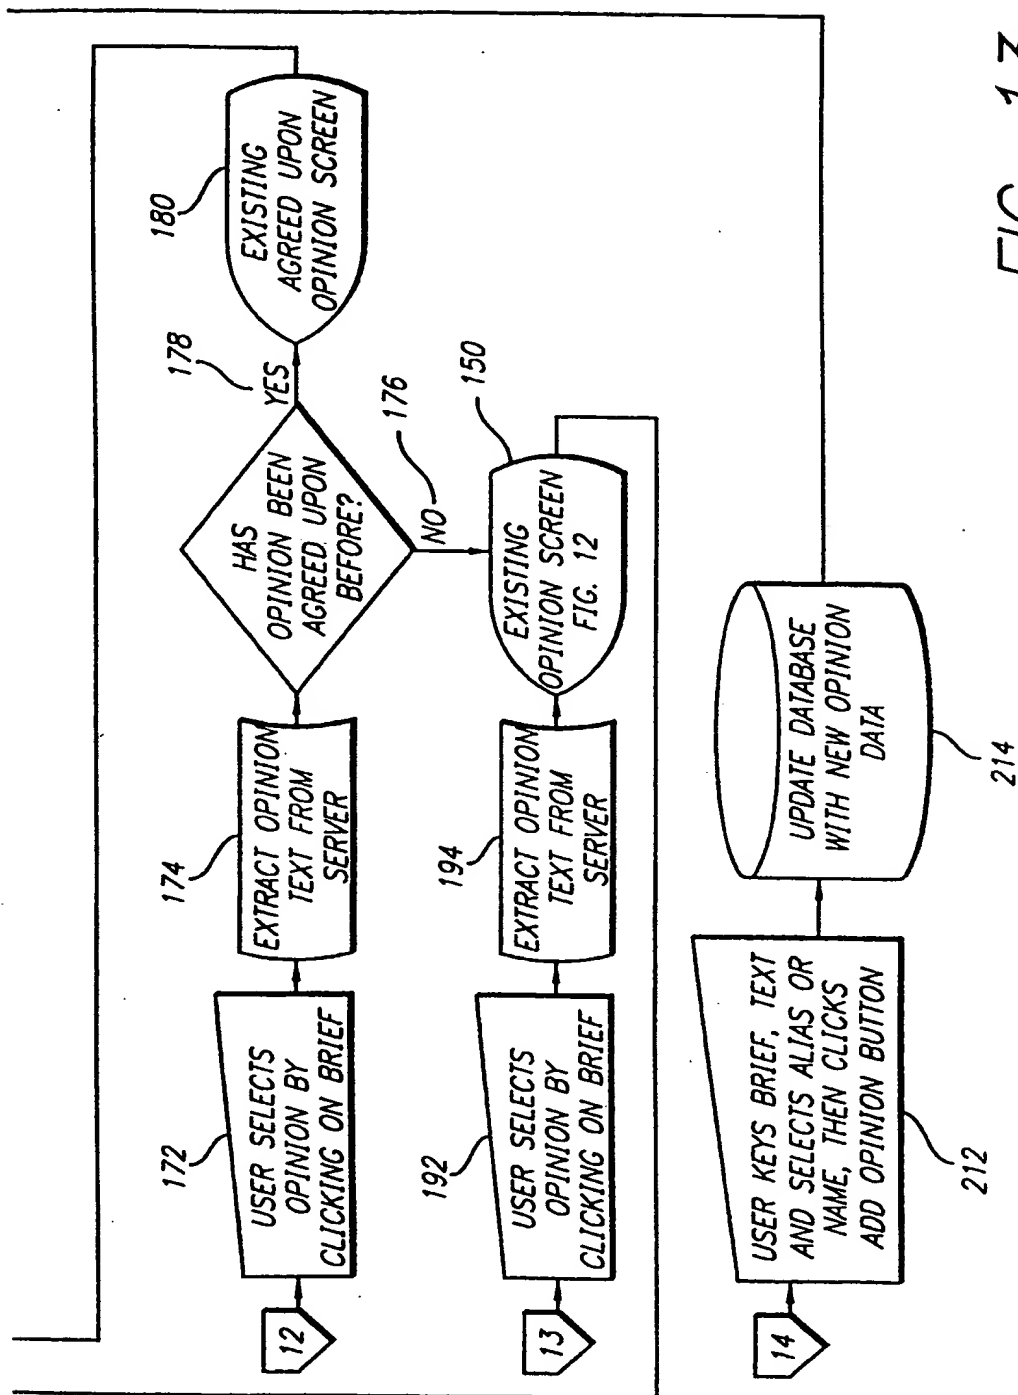 12
172
USER SELECTS
OPINION BY
CLICKING ON BRIEF
174
EXTRACT OPINION
TEXT FROM
SERVER
HAS
OPINION BEEN
AGREED UPON
BEFORE?
178
YES
180
EXISTING
AGREED UPON
OPINION SCREEN
176
NO
13
192
USER SELECTS
OPINION BY
CLICKING ON BRIEF
194
EXTRACT OPINION
TEXT FROM
SERVER
150
EXISTING
OPINION SCREEN
FIG. 12
14
USER KEYS BRIEF, TEXT
AND SELECTS ALIAS OR
NAME, THEN CLICKS
ADD OPINION BUTTON
212
UPDATE DATABASE
WITH NEW OPINION
DATA
214
FIG. 13